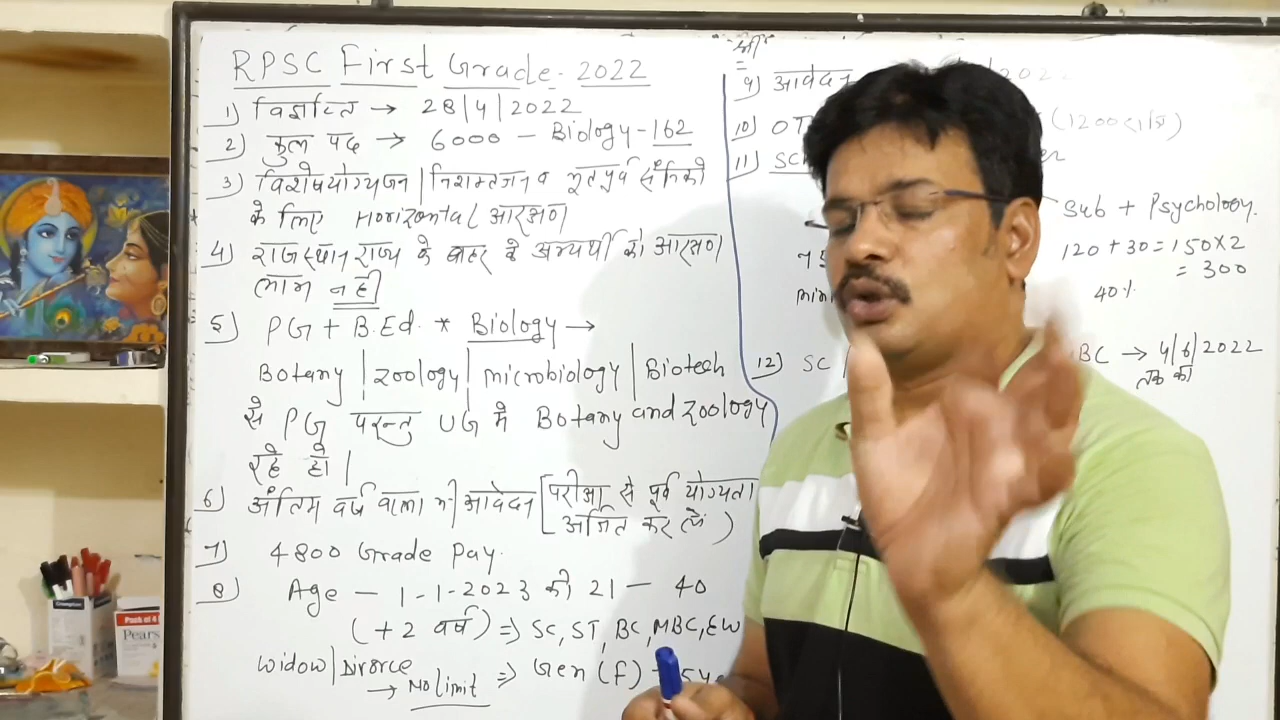 RPSC First Grade - 2022
1) विज्ञप्ति → 28/4/2022
2) कुल पद → 6000 - Biology - 162
3) विशेषयोग्यजन / निशक्तजन व भूतपूर्व सैनिकों
के लिए Horizontal आरक्षण
4) राजस्थान राज्य के बाहर के अभ्यर्थी को आरक्षण
लाभ नही
5) PG + B.Ed. * Biology →
Botany | zoology | microbiology | Biotech
से PG परन्तु UG में Botany and zoology
रहे हो |
6) अंतिम वर्ष वाला भी आवेदन [परीक्षा से पूर्व योग्यता
अर्जित कर लें )
7) 4800 Grade Pay.
8) Age - 1-1-2023 को 21 - 40
(+2 वर्ष) ⇒ SC, ST, BC, MBC, EW
widow | Divorce ⇒ Gen (f)
→ No limit
9) आवेदन
10) OT (1200 राशि)
11) SC
Sub + Psychology.
120 + 30 = 150 X 2
= 300
40%
12) SC BC → 4/6/2022
तक का
Pack of 4
Pears